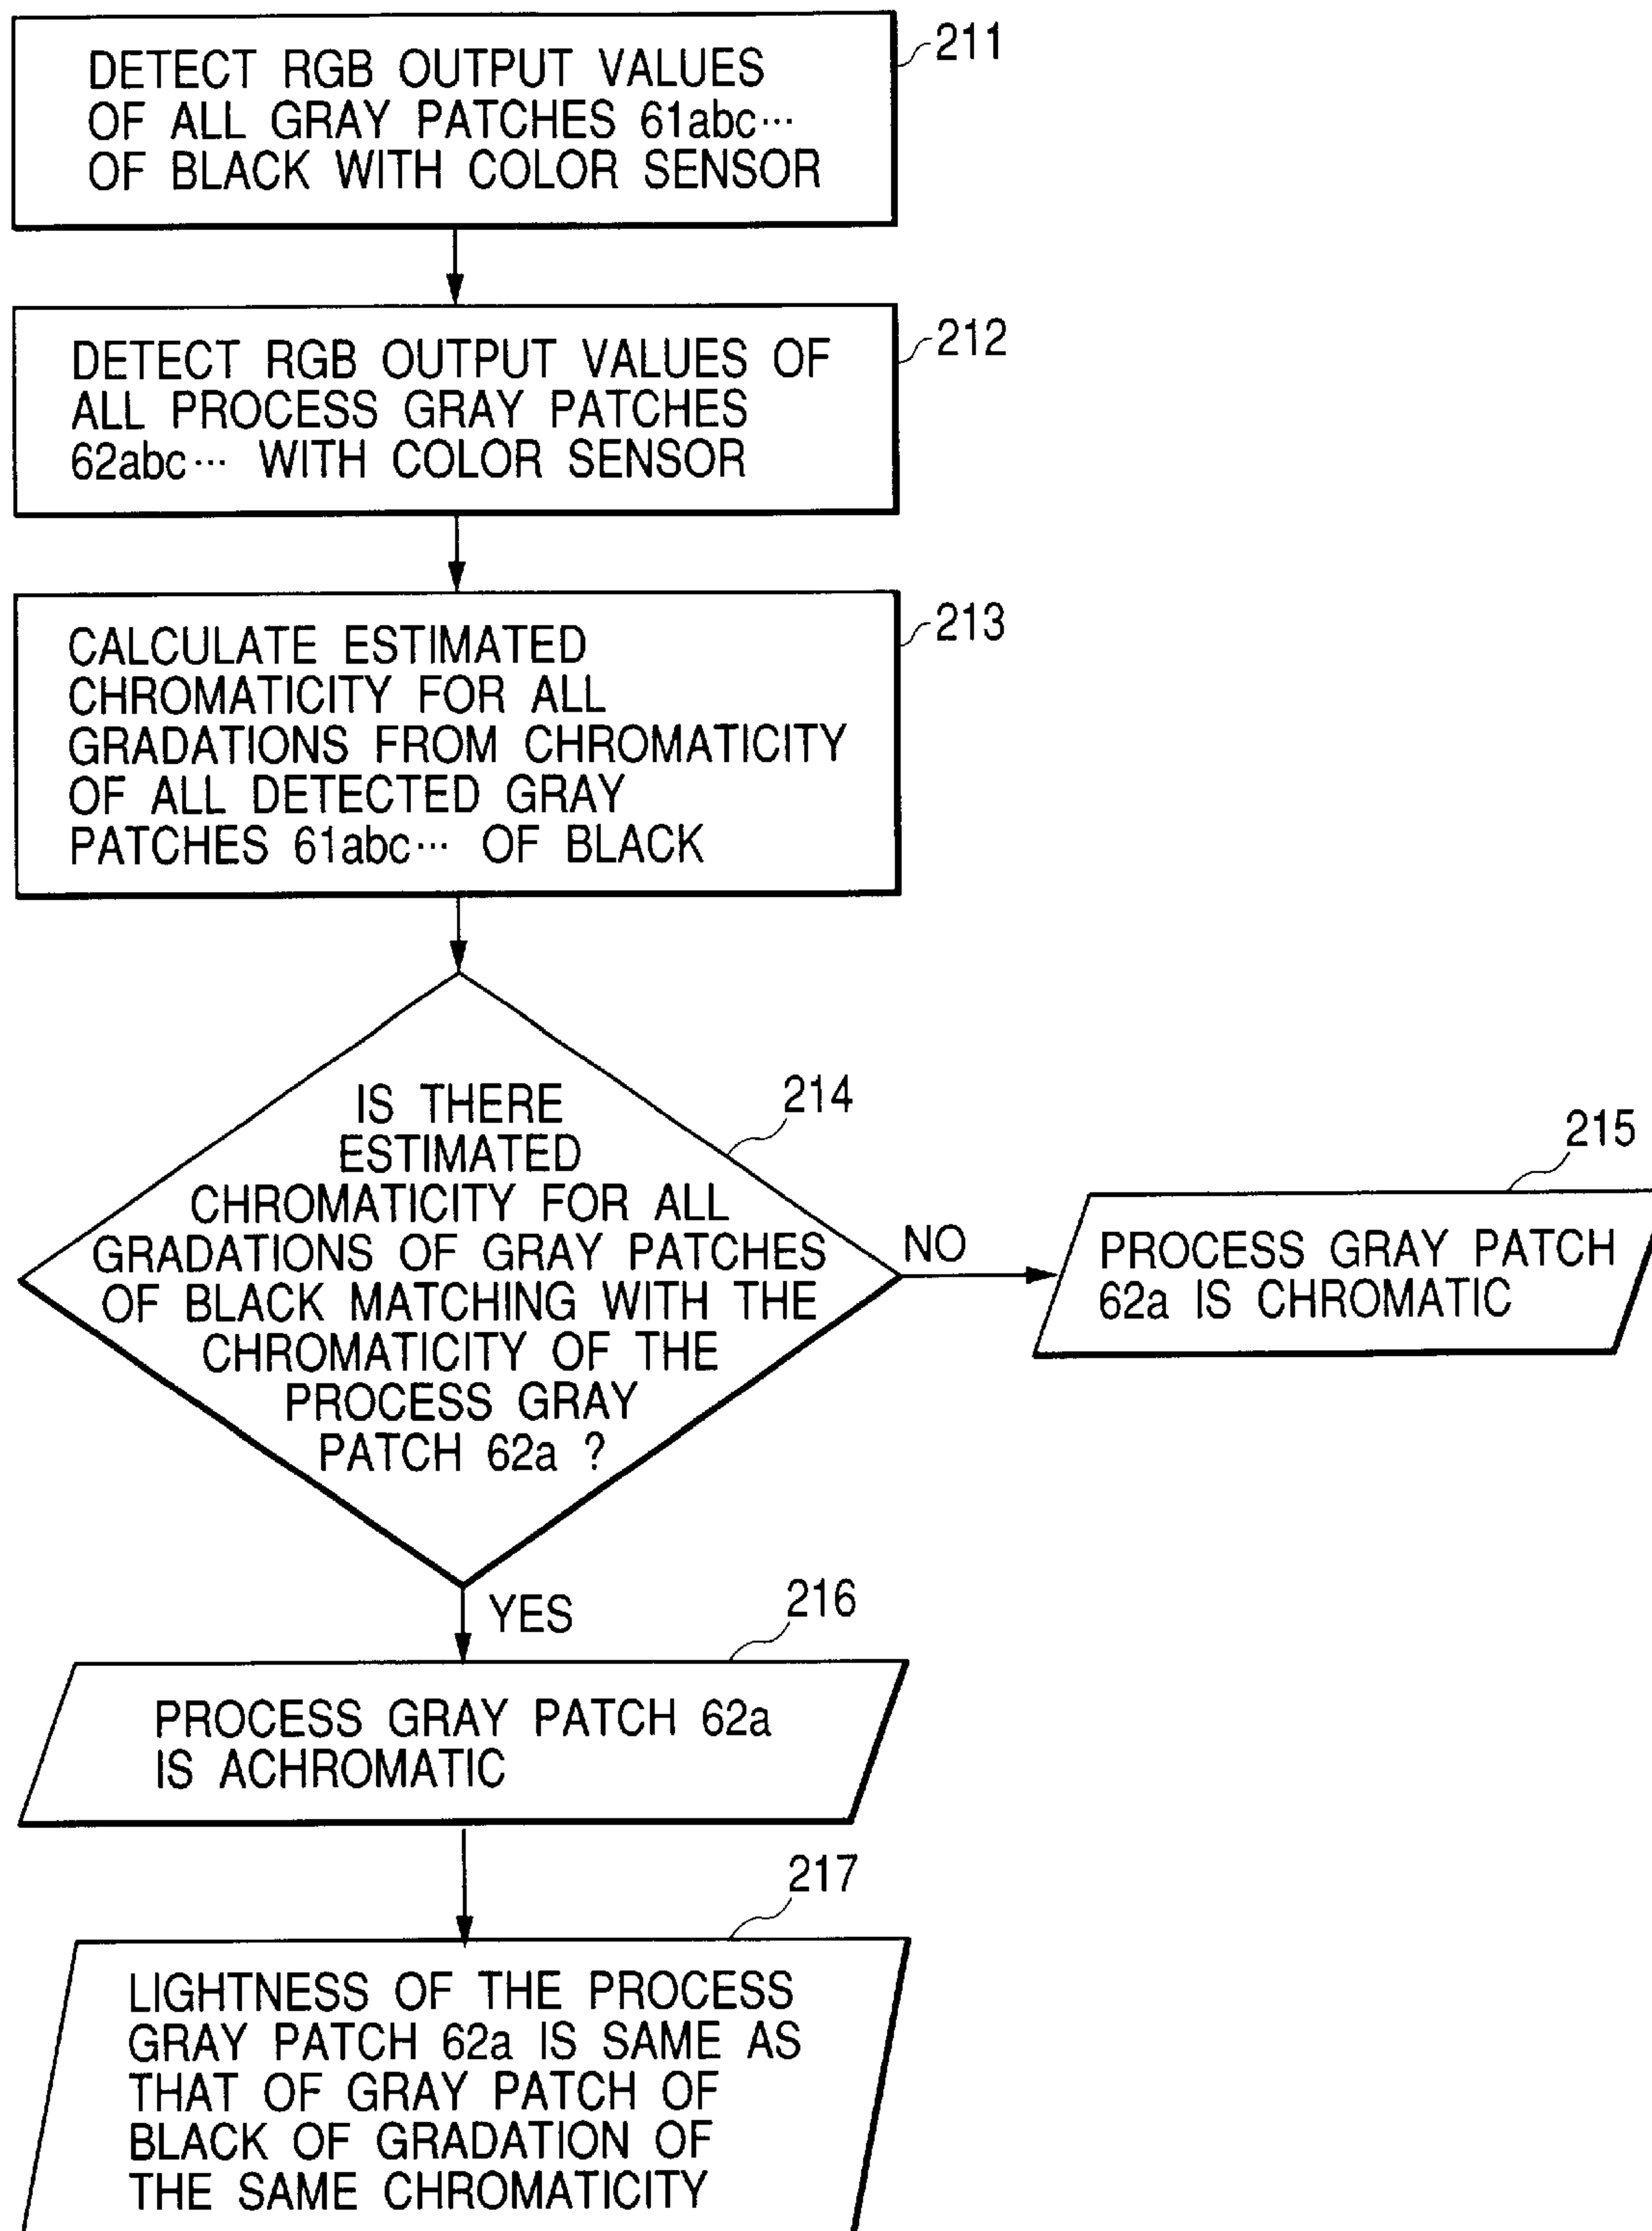 211
DETECT RGB OUTPUT VALUES
OF ALL GRAY PATCHES 61abc···
OF BLACK WITH COLOR SENSOR
212
DETECT RGB OUTPUT VALUES OF
ALL PROCESS GRAY PATCHES
62abc··· WITH COLOR SENSOR
213
CALCULATE ESTIMATED
CHROMATICITY FOR ALL
GRADATIONS FROM CHROMATICITY
OF ALL DETECTED GRAY
PATCHES 61abc··· OF BLACK
214
IS THERE
ESTIMATED
CHROMATICITY FOR ALL
GRADATIONS OF GRAY PATCHES
OF BLACK MATCHING WITH THE
CHROMATICITY OF THE
PROCESS GRAY
PATCH 62a ?
NO
215
PROCESS GRAY PATCH
62a IS CHROMATIC
YES
216
PROCESS GRAY PATCH 62a
IS ACHROMATIC
217
LIGHTNESS OF THE PROCESS
GRAY PATCH 62a IS SAME AS
THAT OF GRAY PATCH OF
BLACK OF GRADATION OF
THE SAME CHROMATICITY